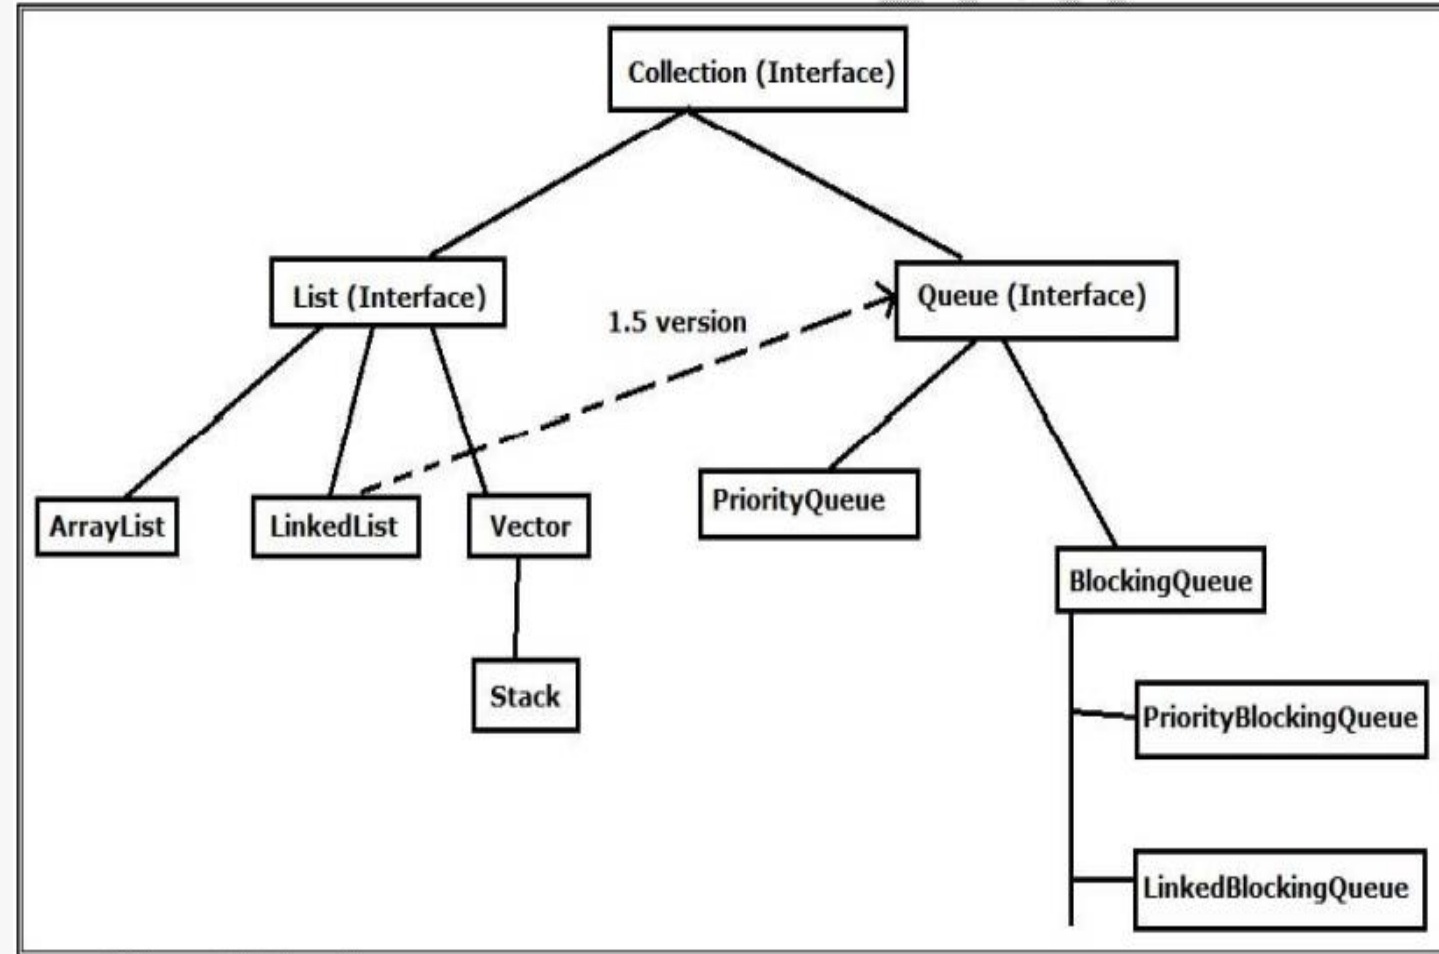 Collection (Interface)
List (Interface)
Queue (Interface)
1.5 version
ArrayList
LinkedList
Vector
PriorityQueue
BlockingQueue
Stack
PriorityBlockingQueue
LinkedBlockingQueue